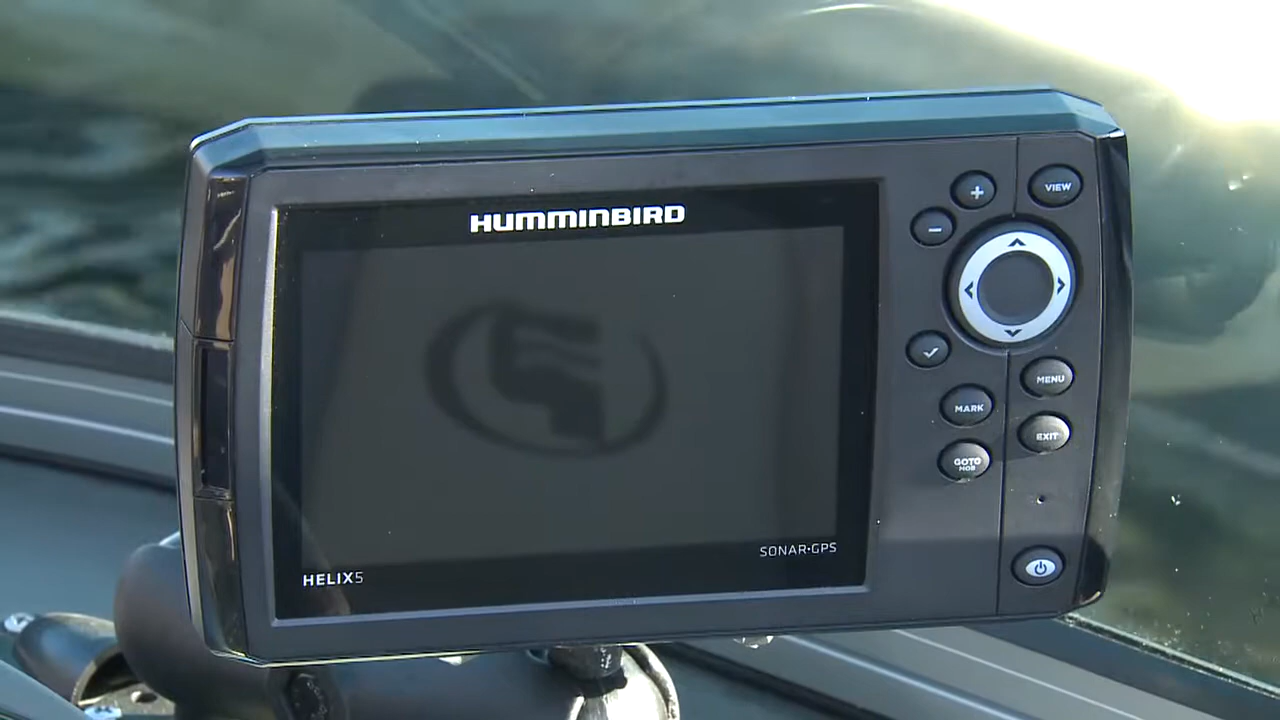 HUMMINBIRD
HELIX5
SONAR·GPS
+
VIEW
-
MENU
MARK
EXIT
GOTO
MOB